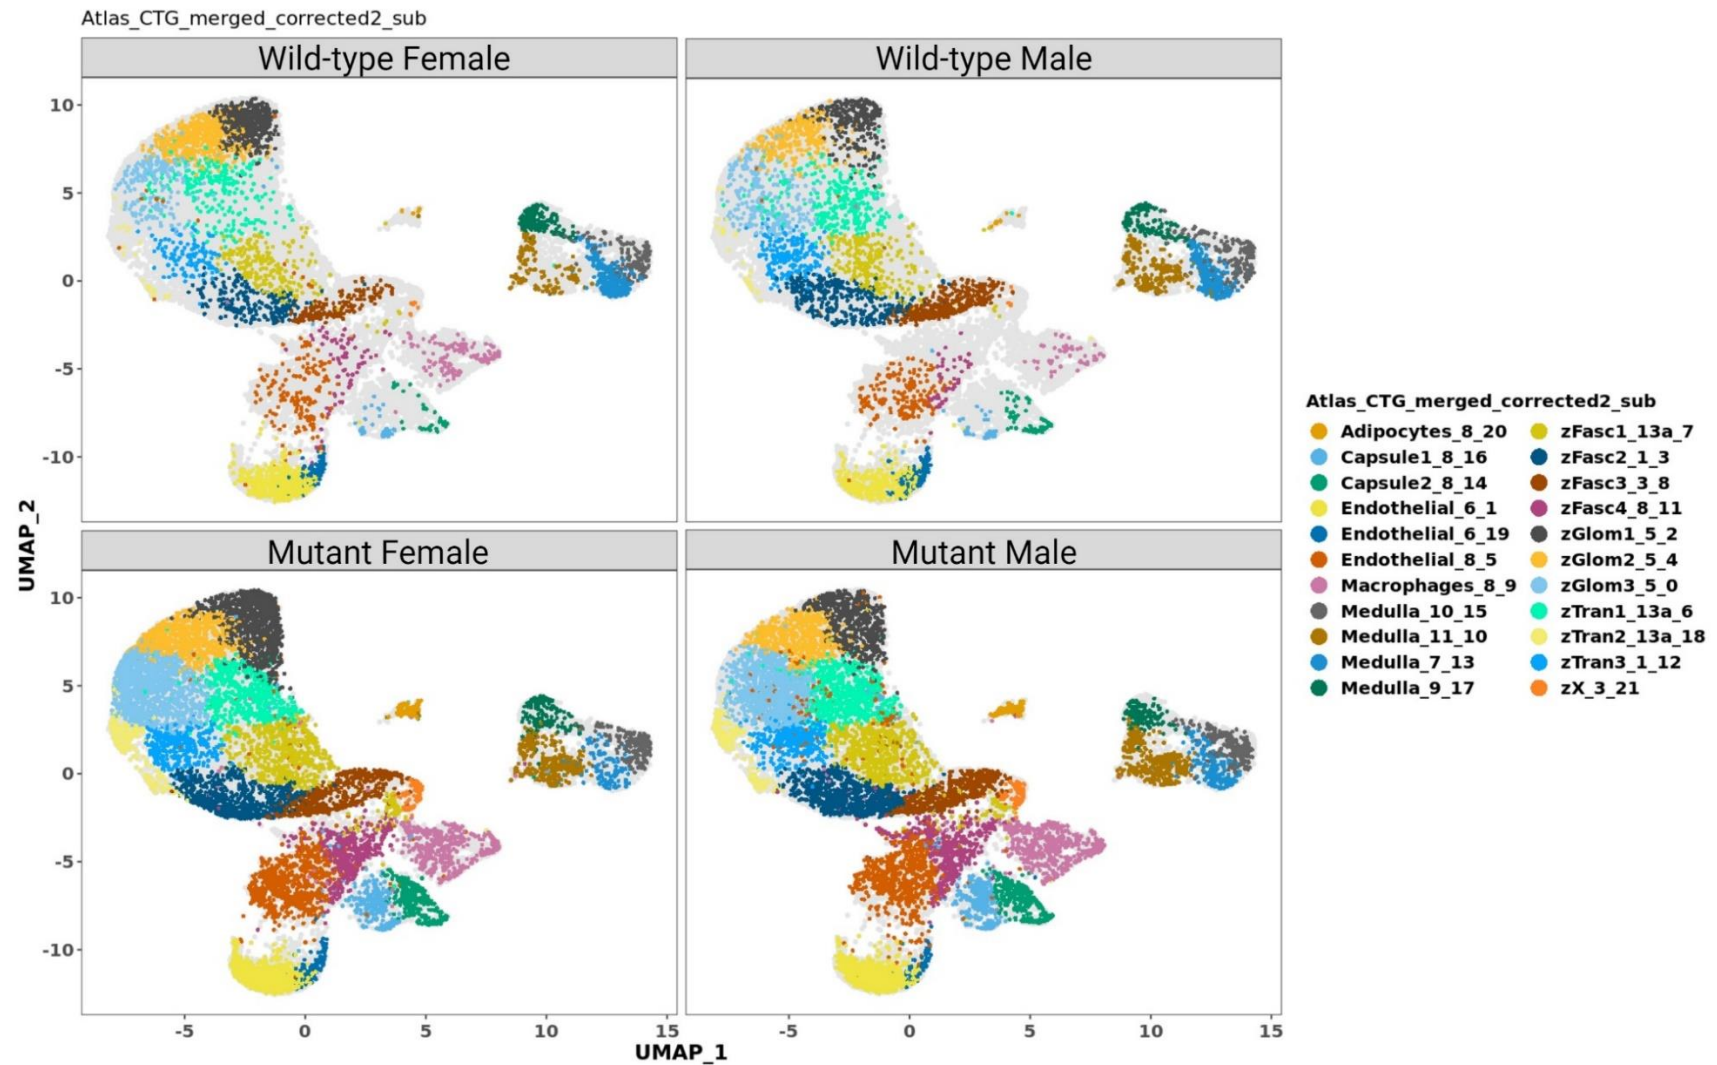 Atlas_CTG_merged_corrected2_sub
Wild-type Female
Wild-type Male
10
5
0
-5
-10
Mutant Female
Mutant Male
10
5
0
-5
-10
-5
0
5
10
15
-5
0
5
10
15
UMAP_2
UMAP_1
Atlas_CTG_merged_corrected2_sub
Adipocytes_8_20
Capsule1_8_16
Capsule2_8_14
Endothelial_6_1
Endothelial_6_19
Endothelial_8_5
Macrophages_8_9
Medulla_10_15
Medulla_11_10
Medulla_7_13
Medulla_9_17
zFasc1_13a_7
zFasc2_1_3
zFasc3_3_8
zFasc4_8_11
zGlom1_5_2
zGlom2_5_4
zGlom3_5_0
zTran1_13a_6
zTran2_13a_18
zTran3_1_12
zX_3_21